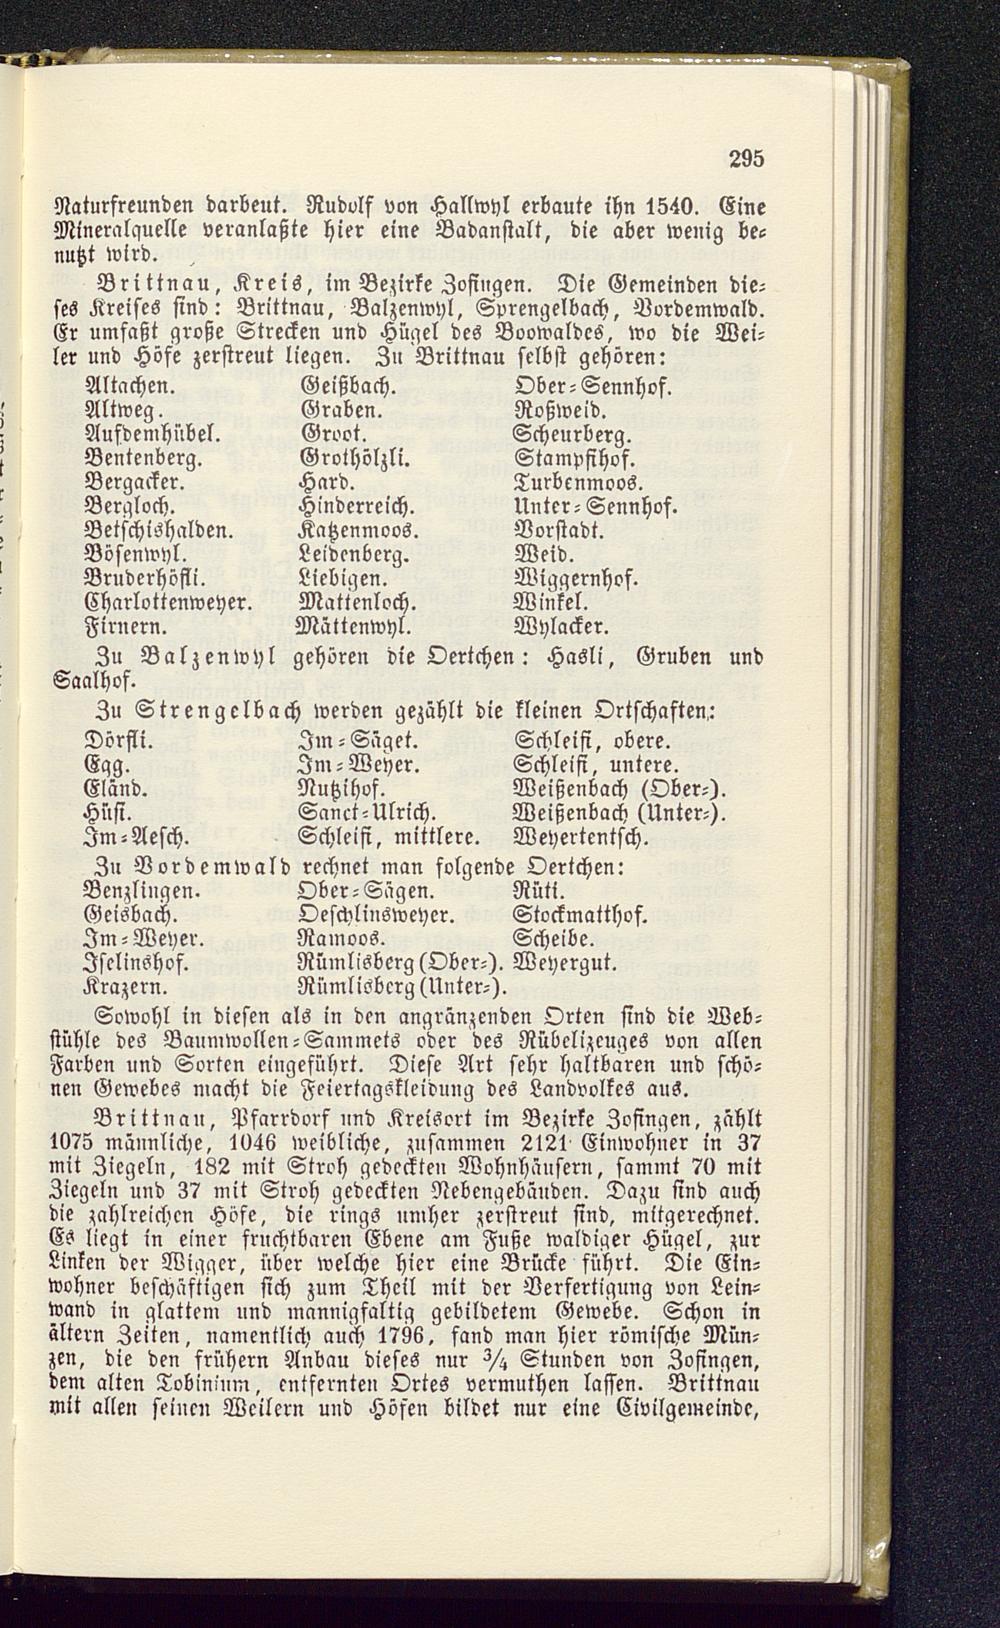 295
Naturfreunden darbeut. Rudolf von Hallwyl erbaute ihn 1540. Eine
Mineralquelle veranlaßte hier eine Badanstalt, die aber wenig be-
nutzt wird.
Brittnau, Kreis, im Bezirke Zofingen. Die Gemeinden die-
ses Kreises sind: Brittnau, Balzenwyl, Sprengelbach, Vordemwald.
Er umfaßt große Strecken und Hügel des Boowaldes, wo die Wei-
ler und Höfe zerstreut liegen. Zu Brittnau selbst gehören:
Altachen. Geißbach. Ober-Sennhof.
Altweg. Graben. Roßweid.
Aufdemhübel. Groot. Scheurberg.
Bentenberg. Grothölzli. Stampfihof.
Bergacker. Hard. Turbenmoos.
Bergloch. Hinderreich. Unter-Sennhof.
Betschishalden. Katzenmoos. Vorstadt.
Bösenwyl. Leidenberg. Weid.
Bruderhöfli. Liebigen. Wiggernhof.
Charlottenweyer. Mattenloch. Winkel.
Firnern. Mättenwyl. Wylacker.
Zu Balzenwyl gehören die Oertchen: Hasli, Gruben und
Saalhof.
Zu Strengelbach werden gezählt die kleinen Ortschaften:
Dörfli. Im-Säget. Schleifi, obere.
Egg. Im-Weyer. Schleifi, untere.
Eländ. Nutzihof. Weißenbach (Ober-).
Hüsi. Sanct-Ulrich. Weißenbach (Unter-).
Im-Aesch. Schleifi, mittlere. Weyertentsch.
Zu Vordemwald rechnet man folgende Oertchen:
Benzlingen. Ober-Sägen. Rüti.
Geisbach. Oeschlinsweyer. Stockmatthof.
Im-Weyer. Ramoos. Scheibe.
Iselinshof. Rümlisberg (Ober-). Weyergut.
Krazern. Rümlisberg (Unter-).
Sowohl in diesen als in den angränzenden Orten sind die Web-
stühle des Baumwollen-Sammets oder des Rübelizeuges von allen
Farben und Sorten eingeführt. Diese Art sehr haltbaren und schö-
nen Gewebes macht die Feiertagskleidung des Landvolkes aus.
Brittnau, Pfarrdorf und Kreisort im Bezirke Zofingen, zählt
1075 männliche, 1046 weibliche, zusammen 2121 Einwohner in 37
mit Ziegeln, 182 mit Stroh gedeckten Wohnhäusern, sammt 70 mit
Ziegeln und 37 mit Stroh gedeckten Nebengebäuden. Dazu sind auch
die zahlreichen Höfe, die rings umher zerstreut sind, mitgerechnet.
Es liegt in einer fruchtbaren Ebene am Fuße waldiger Hügel, zur
Linken der Wigger, über welche hier eine Brücke führt. Die Ein-
wohner beschäftigen sich zum Theil mit der Verfertigung von Lein-
wand in glattem und mannigfaltig gebildetem Gewebe. Schon in
ältern Zeiten, namentlich auch 1796, fand man hier römische Mün-
zen, die den frühern Anbau dieses nur 3/4 Stunden von Zofingen,
dem alten Tobinium, entfernten Ortes vermuthen lassen. Brittnau
mit allen seinen Weilern und Höfen bildet nur eine Civilgemeinde,